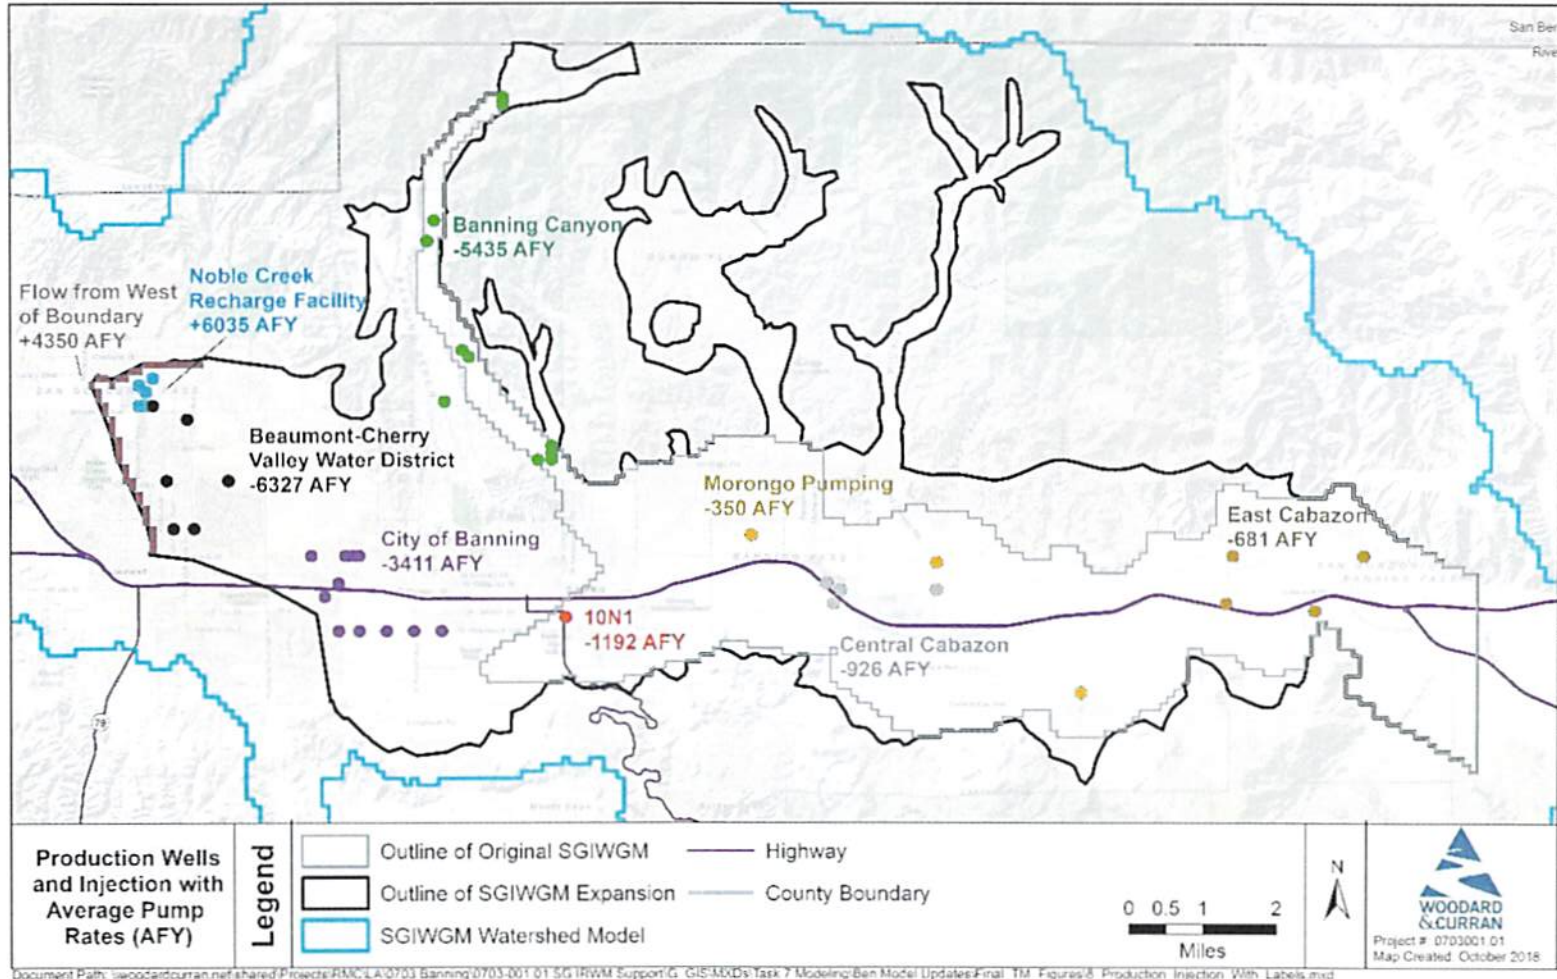 San Ber
Rive
Banning Canyon
-5435 AFY
Noble Creek
Recharge Facility
+6035 AFY
Flow from West
of Boundary
+4350 AFY
Beaumont-Cherry
Valley Water District
-6327 AFY
Morongo Pumping
-350 AFY
East Cabazon
-681 AFY
City of Banning
-3411 AFY
10N1
-1192 AFY
Central Cabazon
-926 AFY
79
Production Wells
and Injection with
Average Pump
Rates (AFY)
Legend
Outline of Original SGIWGM
Outline of SGIWGM Expansion
SGIWGM Watershed Model
Highway
County Boundary
0 0.5 1 2
Miles
N
WOODARD
&CURRAN
Project #: 0703001.01
Map Created: October 2018